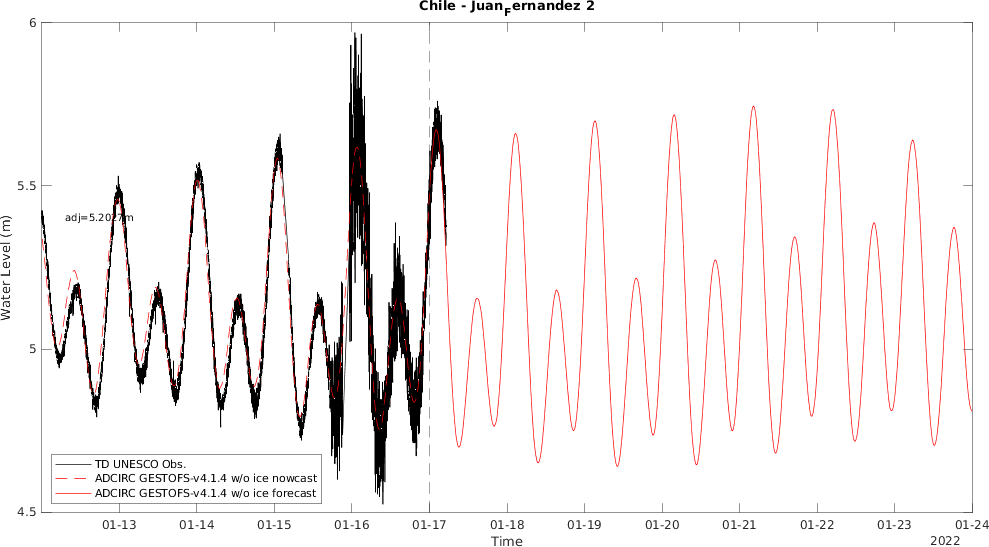 Chile - Juan_Fernandez 2
Water Level (m)
6
5.5
5
4.5
adj=5.2027m
TD UNESCO Obs.
ADCIRC GESTOFS-v4.1.4 w/o ice nowcast
ADCIRC GESTOFS-v4.1.4 w/o ice forecast
01-13 01-14 01-15 01-16 01-17 01-18 01-19 01-20 01-21 01-22 01-23 01-24
Time
2022